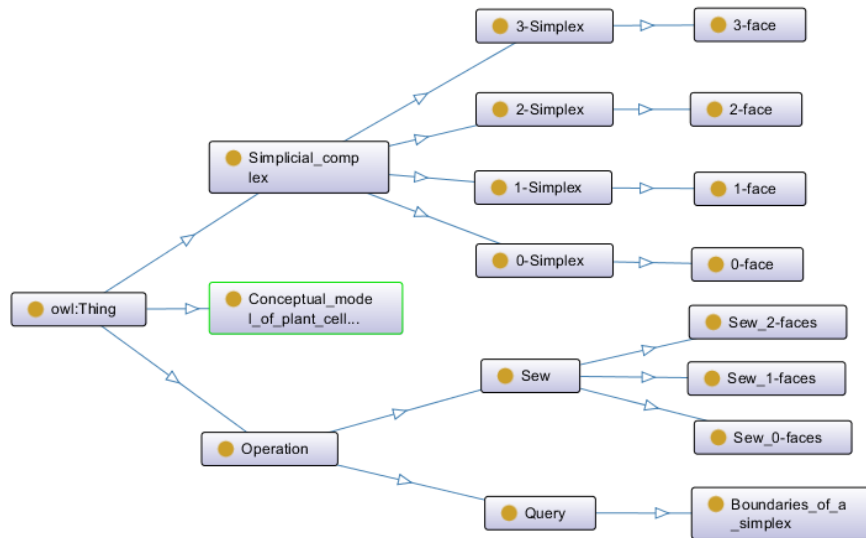 3-Simplex
3-face
2-Simplex
2-face
Simplicial_comp
lex
1-Simplex
1-face
0-Simplex
0-face
owl:Thing
Conceptual_mode
l_of_plant_cell...
Sew_2-faces
Sew
Sew_1-faces
Operation
Sew_0-faces
Query
Boundaries_of_a
_simplex